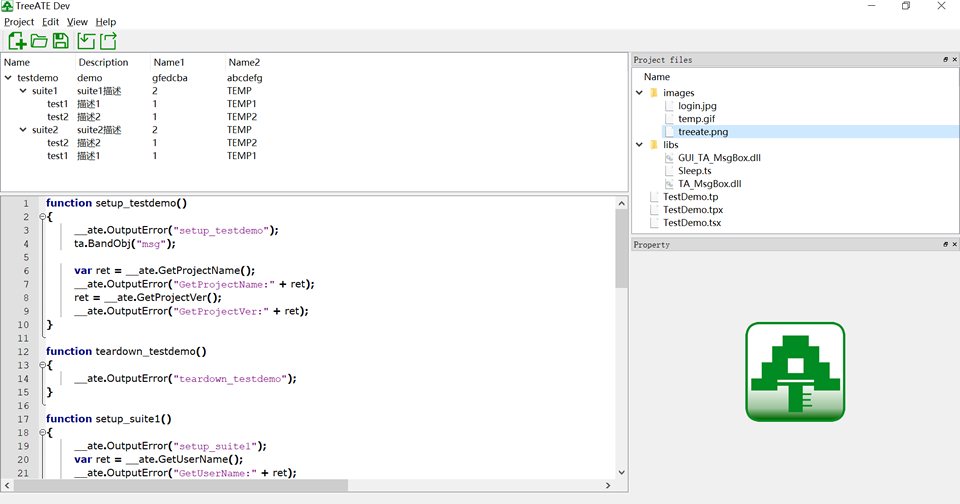 TreeATE Dev
Project Edit View Help
Name Description Name1 Name2
testdemo demo gfedcba abcdefg
suite1 suite1描述 2 TEMP
test1 描述1 1 TEMP1
test2 描述2 1 TEMP2
suite2 suite2描述 2 TEMP
test2 描述2 1 TEMP2
test1 描述1 1 TEMP1
1 function setup_testdemo()
2 {
3 __ate.OutputError("setup_testdemo");
4 ta.BandObj("msg");
5
6 var ret = __ate.GetProjectName();
7 __ate.OutputError("GetProjectName:" + ret);
8 ret = __ate.GetProjectVer();
9 __ate.OutputError("GetProjectVer:" + ret);
10 }
11
12 function teardown_testdemo()
13 {
14 __ate.OutputError("teardown_testdemo");
15 }
16
17 function setup_suite1()
18 {
19 __ate.OutputError("setup_suite1");
20 var ret = __ate.GetUserName();
21 __ate.OutputError("GetUserName:" + ret);
Project files
Name
images
login.jpg
temp.gif
treeate.png
libs
GUI_TA_MsgBox.dll
Sleep.ts
TA_MsgBox.dll
TestDemo.tp
TestDemo.tpx
TestDemo.tsx
Property